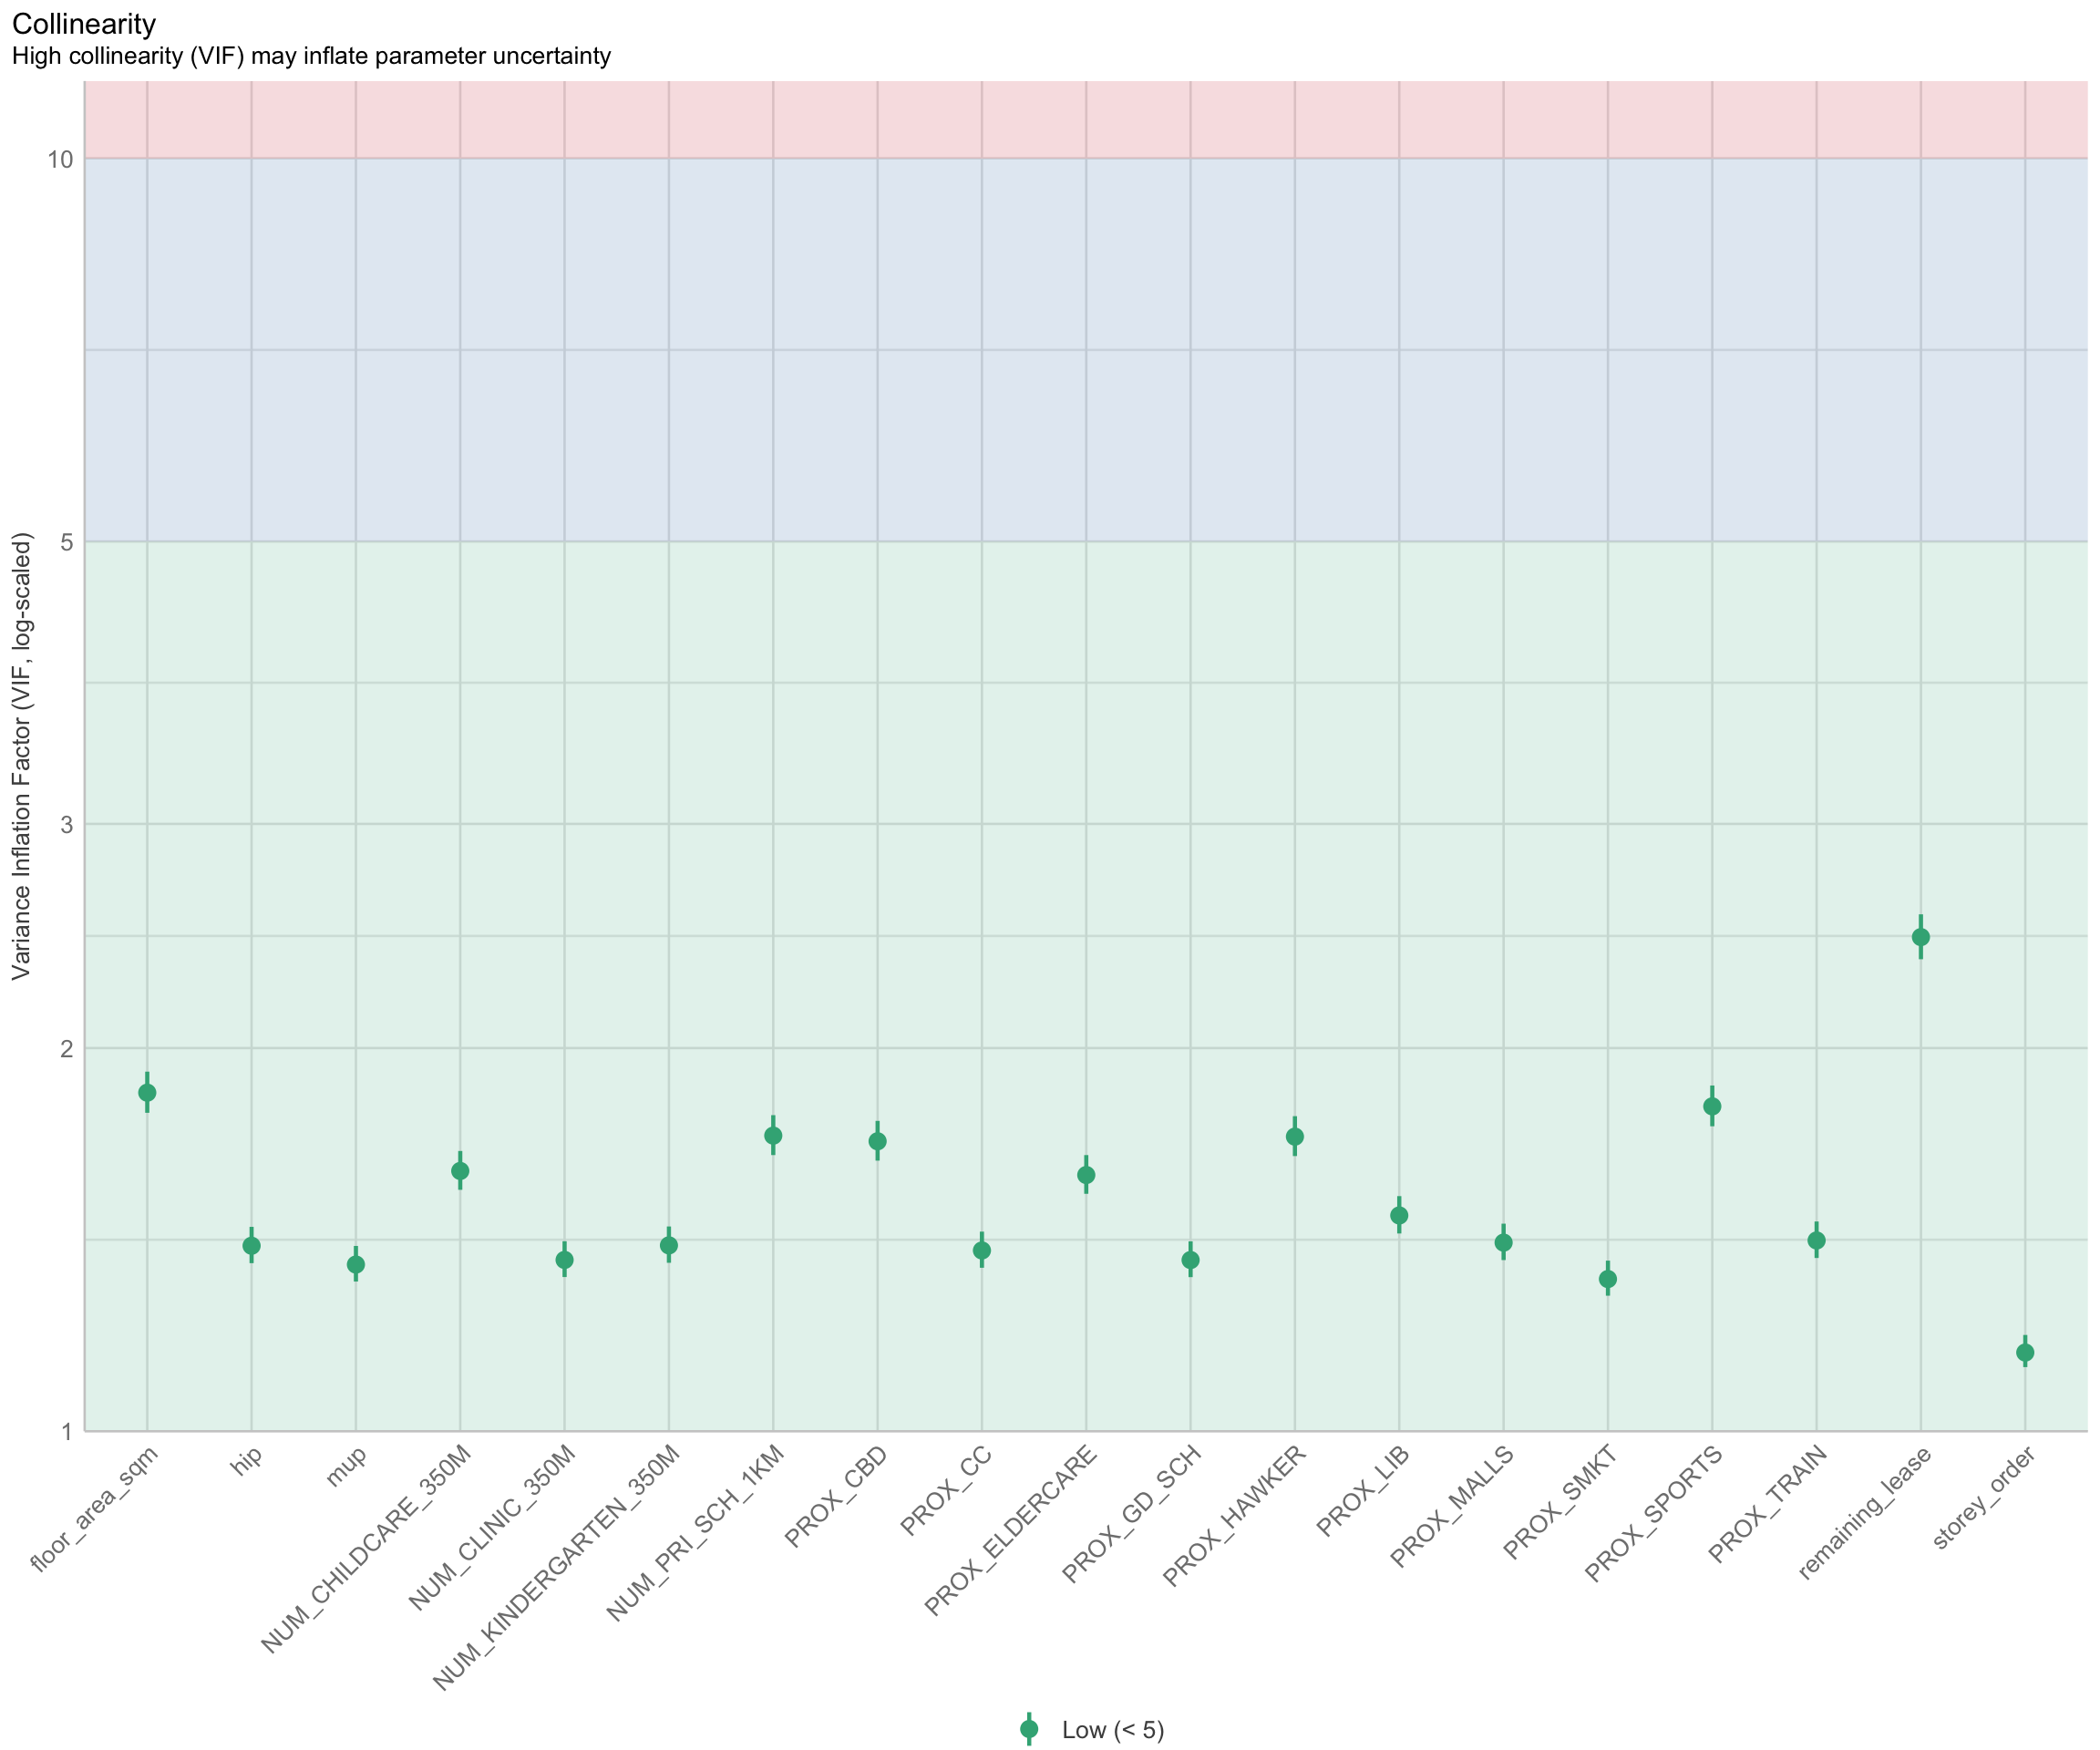 Collinearity
High collinearity (VIF) may inflate parameter uncertainty
Variance Inflation Factor (VIF, log-scaled)
10
5
3
2
1
floor_area_sqm
hip
mup
NUM_CHILDCARE_350M
NUM_CLINIC_350M
NUM_KINDERGARTEN_350M
NUM_PRI_SCH_1KM
PROX_CBD
PROX_CC
PROX_ELDERCARE
PROX_GD_SCH
PROX_HAWKER
PROX_LIB
PROX_MALLS
PROX_SMKT
PROX_SPORTS
PROX_TRAIN
remaining_lease
storey_order
Low (< 5)